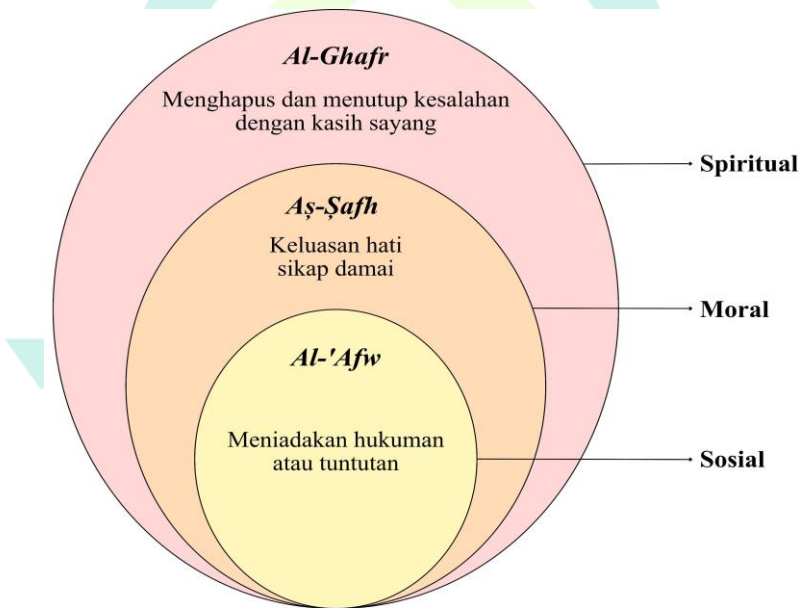 Al-Ghafr
Menghapus dan menutup kesalahan
dengan kasih sayang
Spiritual
Aṣ-Ṣafh
Keluasan hati
sikap damai
Moral
Al-'Afw
Meniadakan hukuman
atau tuntutan
Sosial